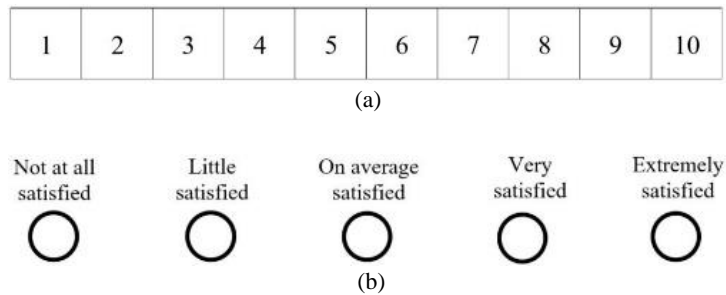 1 2 3 4 5 6 7 8 9 10
(a)
Not at all Little On average Very Extremely
satisfied satisfied satisfied satisfied satisfied
(b)